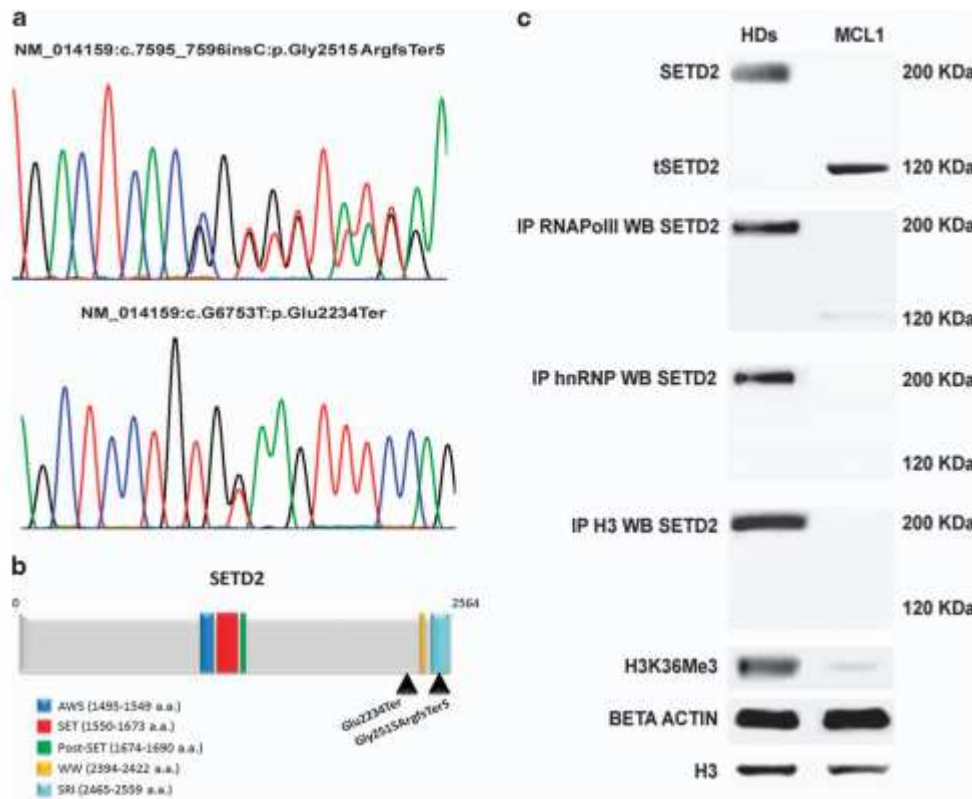 a
NM_014159:c.7595_7596insC:p.Gly2515ArgfsTer5
NM_014159:c.G6753T:p.Glu2234Ter
b
SETD2
0 2564
Glu2234Ter
Gly2515ArgfsTer5
AWS (1495-1549 a.a.)
SET (1550-1673 a.a.)
Post-SET (1674-1690 a.a.)
WW (2394-2422 a.a.)
SRI (2465-2559 a.a.)
c
HDs MCL1
SETD2 200 KDa
tSETD2 120 KDa
IP RNAPolII WB SETD2 200 KDa
120 KDa
IP hnRNP WB SETD2 200 KDa
120 KDa
IP H3 WB SETD2 200 KDa
120 KDa
H3K36Me3
BETA ACTIN
H3